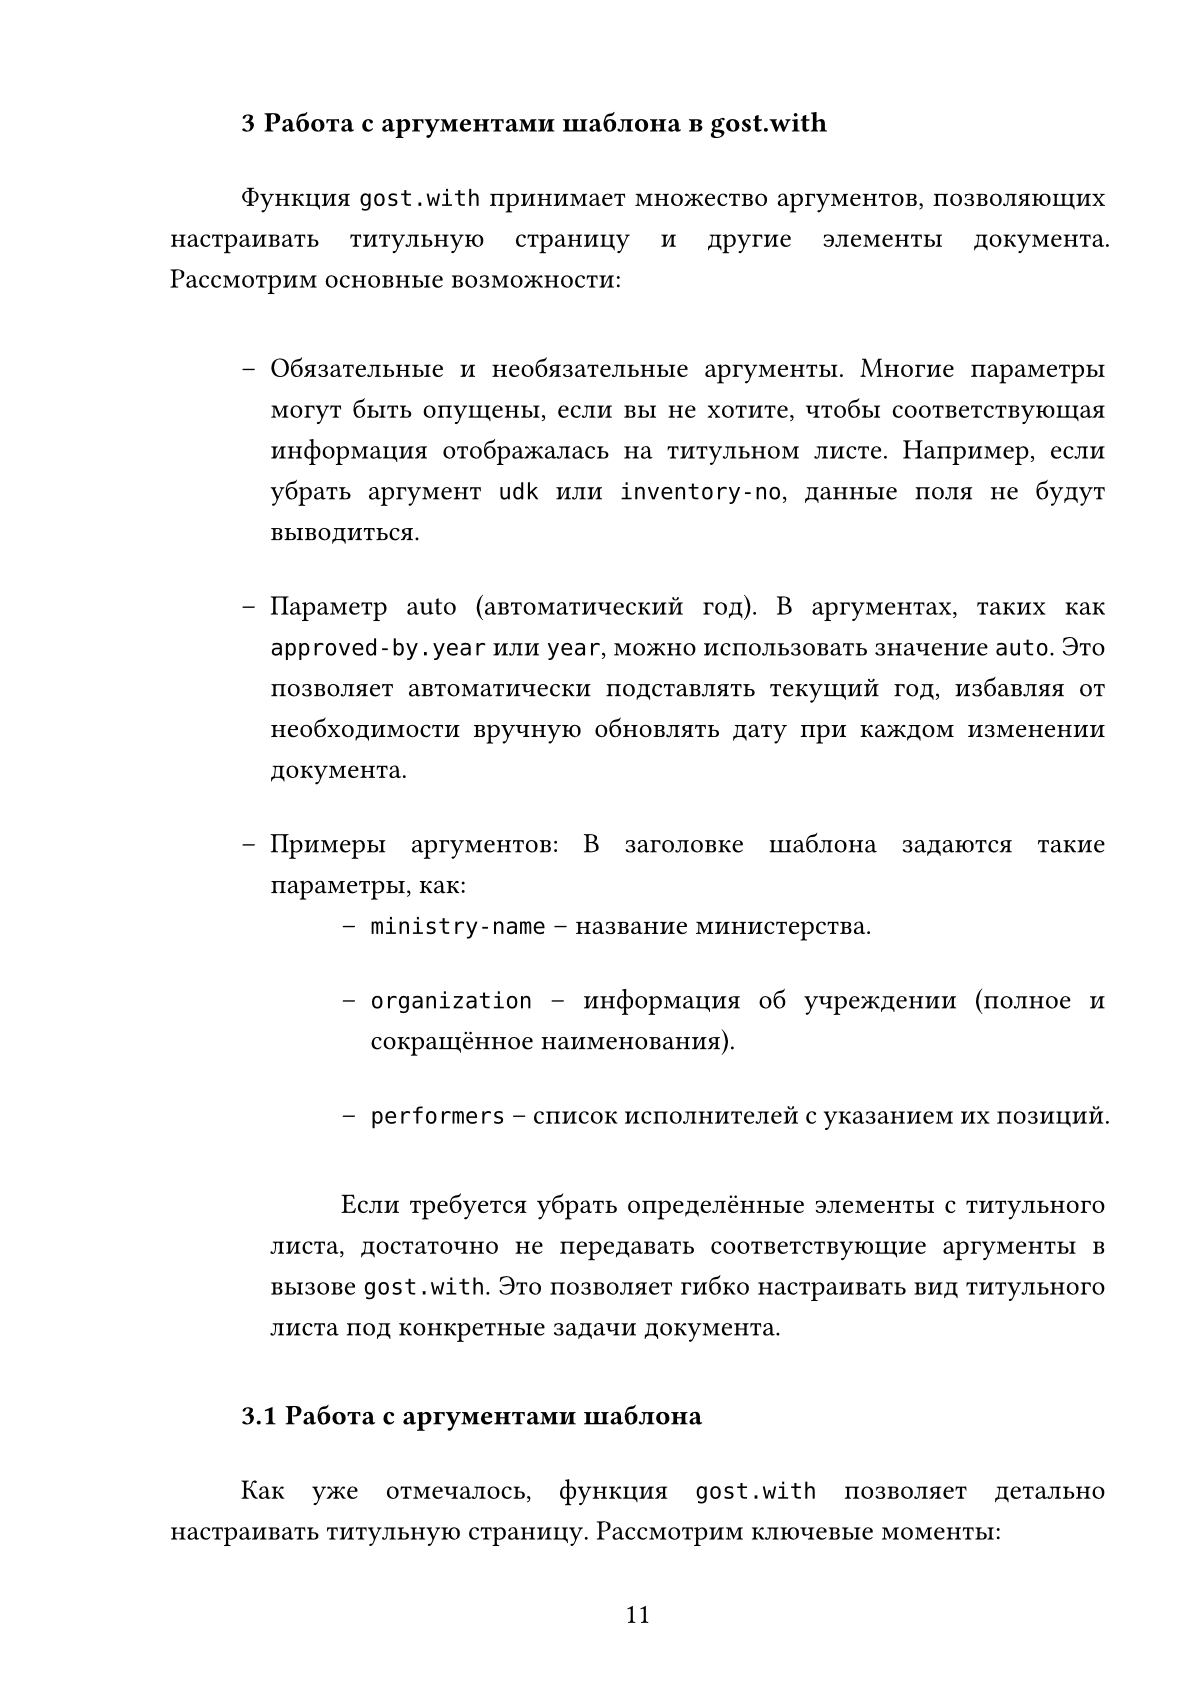 3 Работа с аргументами шаблона в gost.with
Функция gost.with принимает множество аргументов, позволяющих
настраивать титульную страницу и другие элементы документа.
Рассмотрим основные возможности:
– Обязательные и необязательные аргументы. Многие параметры
могут быть опущены, если вы не хотите, чтобы соответствующая
информация отображалась на титульном листе. Например, если
убрать аргумент udk или inventory-no, данные поля не будут
выводиться.
– Параметр auto (автоматический год). В аргументах, таких как
approved-by.year или year, можно использовать значение auto. Это
позволяет автоматически подставлять текущий год, избавляя от
необходимости вручную обновлять дату при каждом изменении
документа.
– Примеры аргументов: В заголовке шаблона задаются такие
параметры, как:
– ministry-name – название министерства.
– organization – информация об учреждении (полное и
сокращённое наименования).
– performers – список исполнителей с указанием их позиций.
Если требуется убрать определённые элементы с титульного
листа, достаточно не передавать соответствующие аргументы в
вызове gost.with. Это позволяет гибко настраивать вид титульного
листа под конкретные задачи документа.
3.1 Работа с аргументами шаблона
Как уже отмечалось, функция gost.with позволяет детально
настраивать титульную страницу. Рассмотрим ключевые моменты:
11